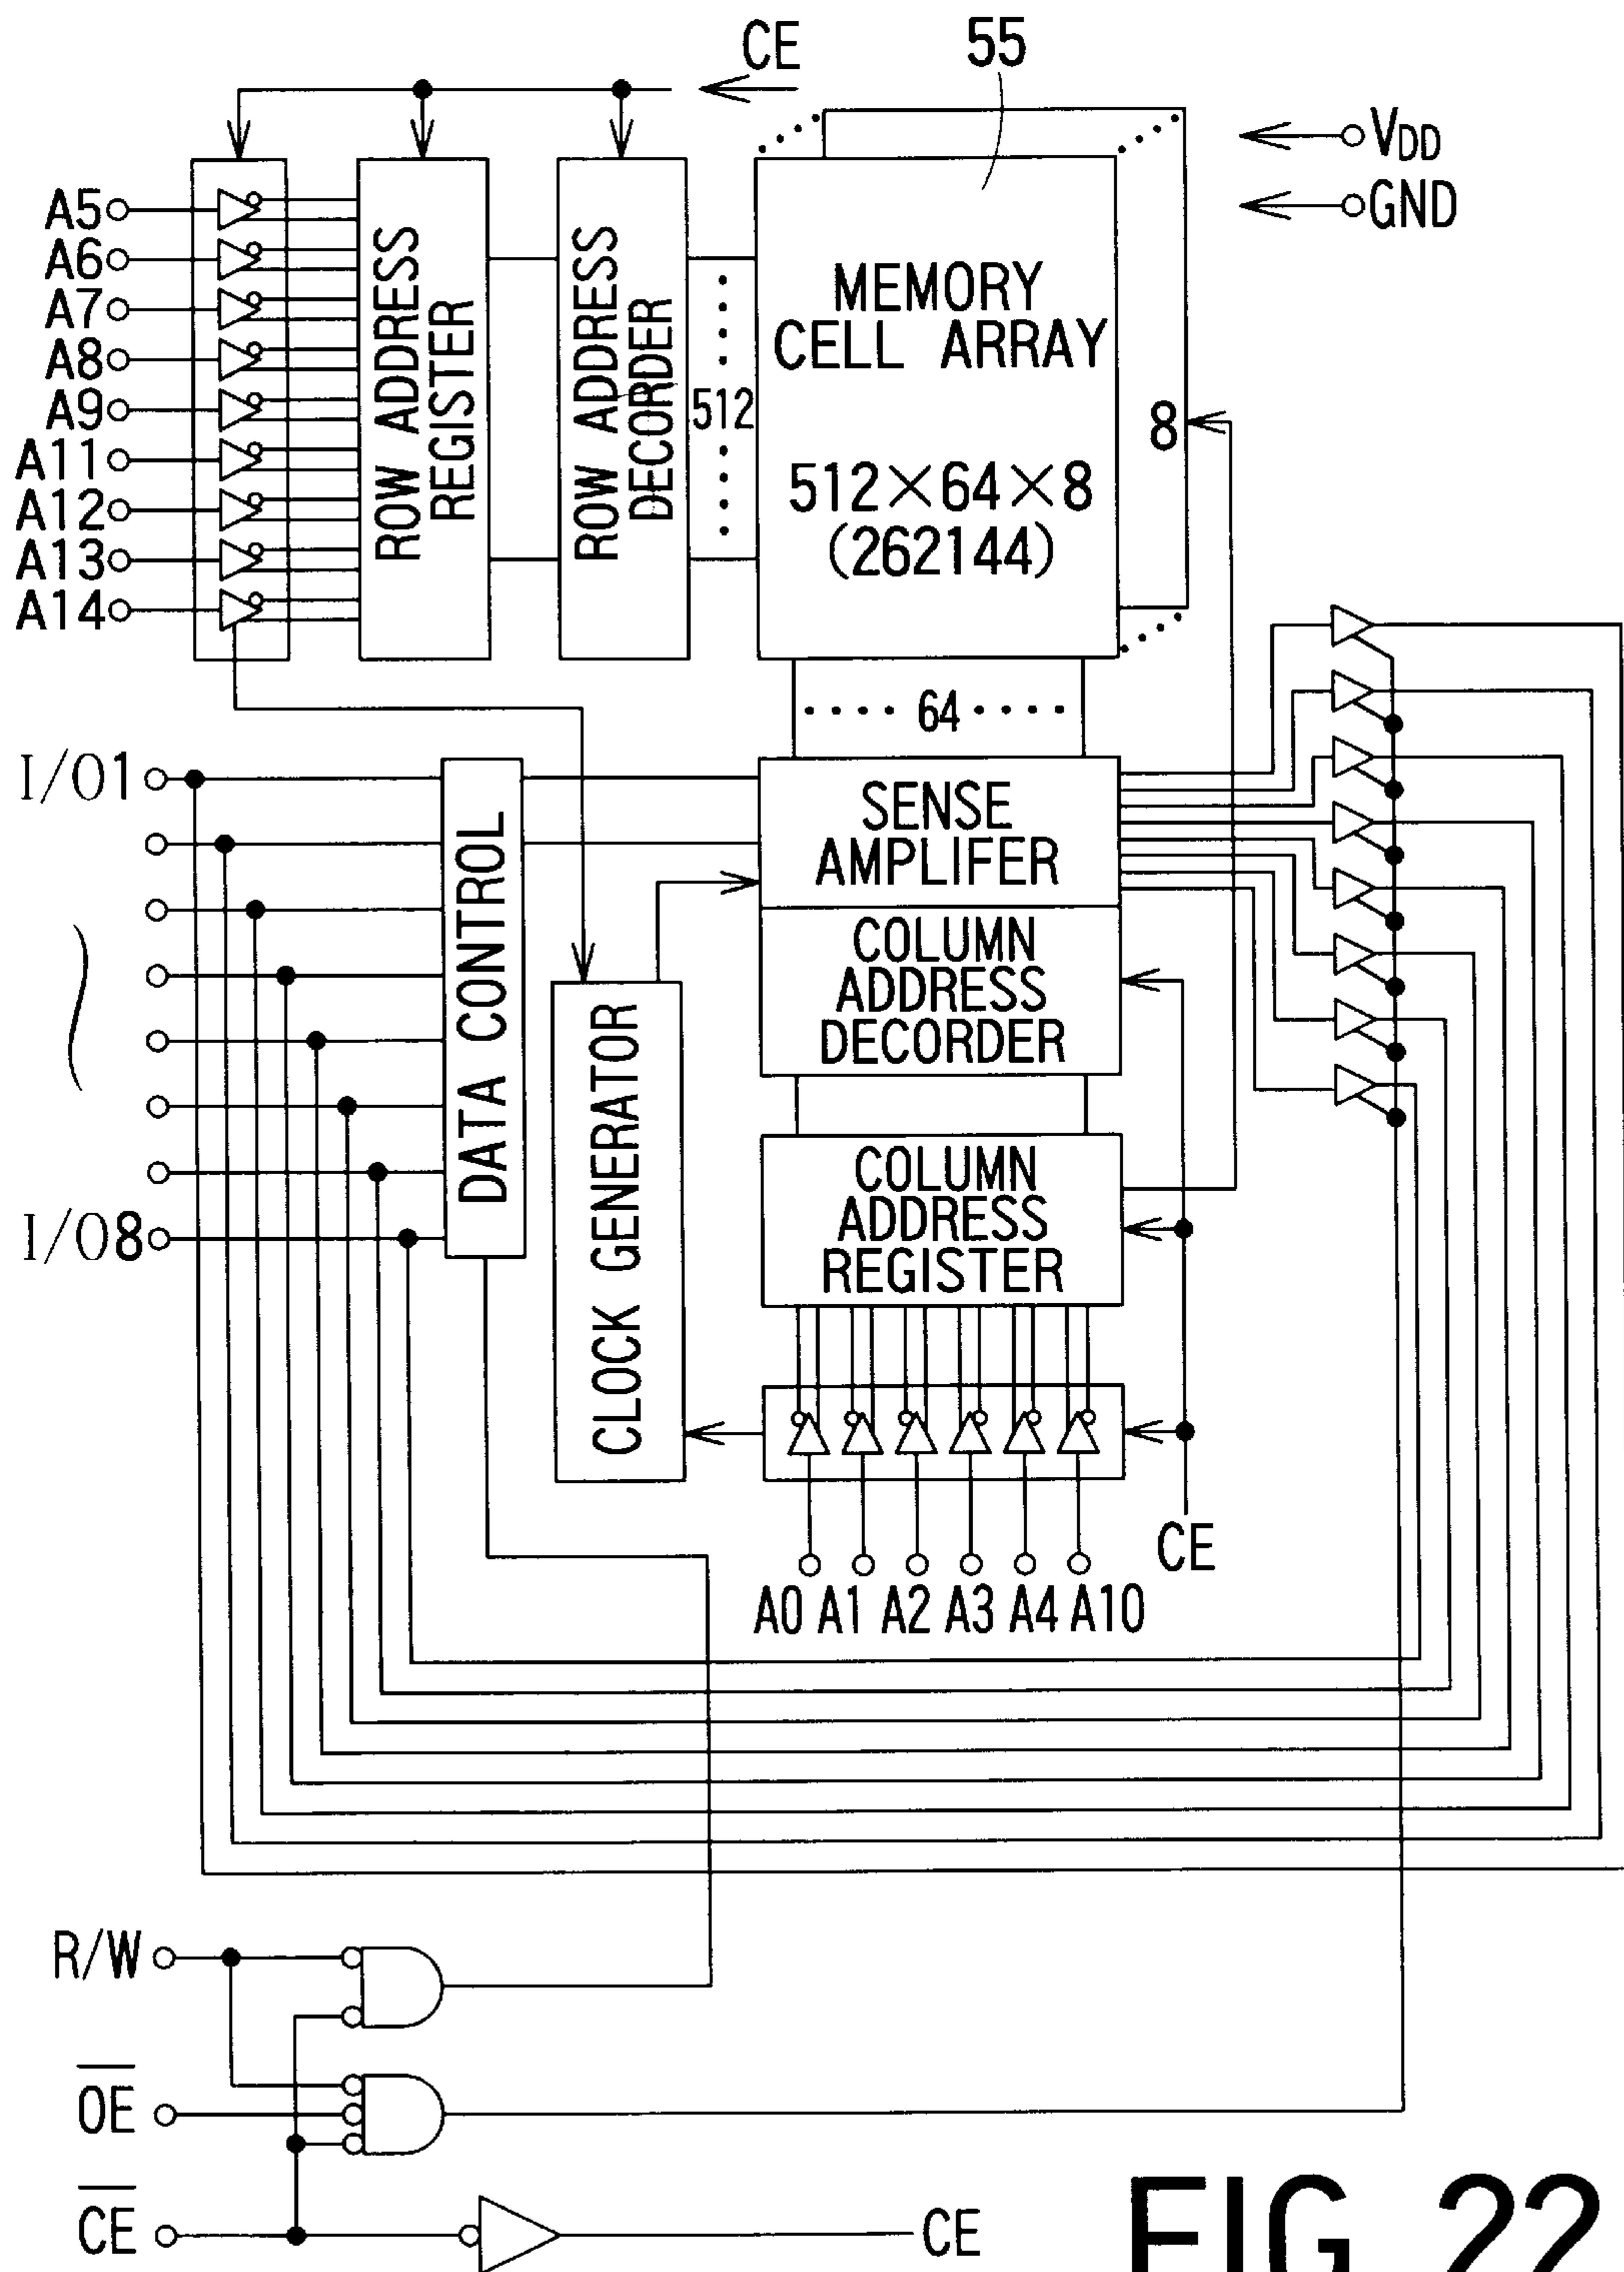 CE
55
VDD
GND
A5
A6
A7
A8
A9
A11
A12
A13
A14
ROW ADDRESS
REGISTER
ROW ADDRESS
DECORDER
512
MEMORY
CELL ARRAY
512×64×8
(262144)
8
64
I/O1
I/O8
DATA CONTROL
CLOCK GENERATOR
SENSE
AMPLIFER
COLUMN
ADDRESS
DECORDER
COLUMN
ADDRESS
REGISTER
CE
A0 A1 A2 A3 A4 A10
R/W
O̅E̅
C̅E̅
CE
FIG. 22